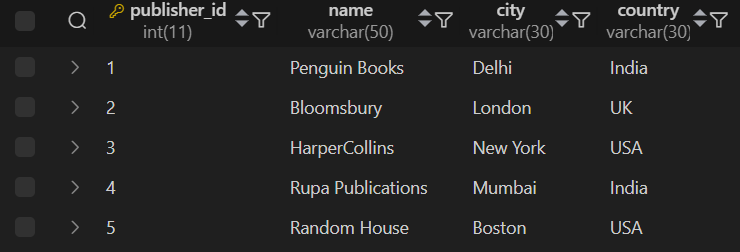 publisher_id name city country
int(11) varchar(50) varchar(30) varchar(30)
1 Penguin Books Delhi India
2 Bloomsbury London UK
3 HarperCollins New York USA
4 Rupa Publications Mumbai India
5 Random House Boston USA